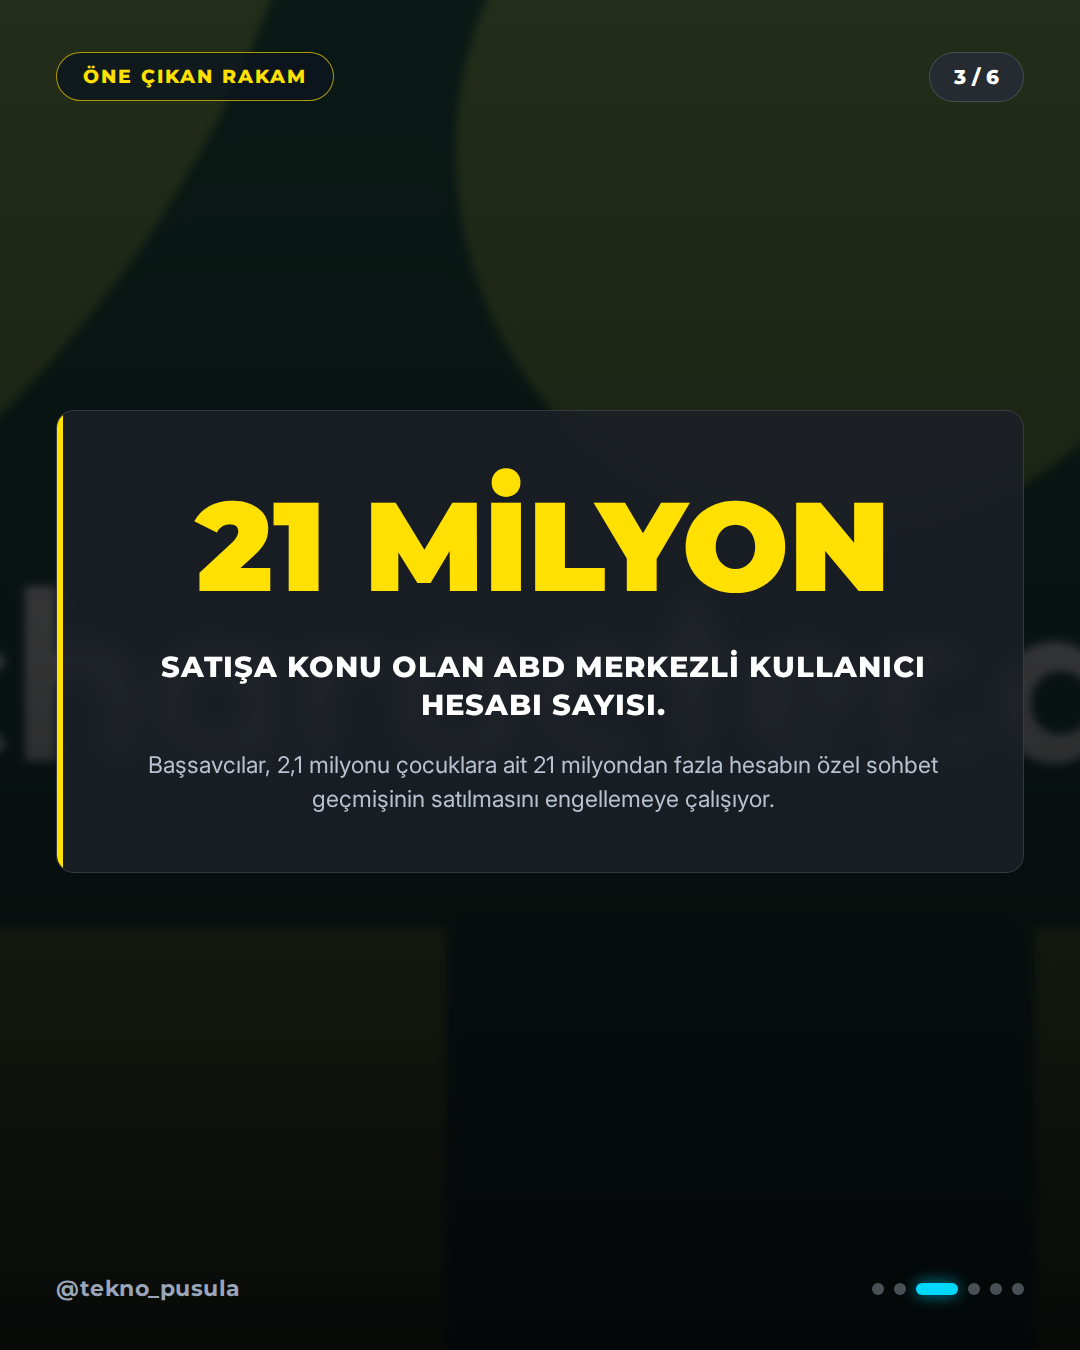 ÖNE ÇIKAN RAKAM
3 / 6
21 MİLYON
SATIŞA KONU OLAN ABD MERKEZLİ KULLANICI
HESABI SAYISI.
Başsavcılar, 2,1 milyonu çocuklara ait 21 milyondan fazla hesabın özel sohbet
geçmişinin satılmasını engellemeye çalışıyor.
@tekno_pusula